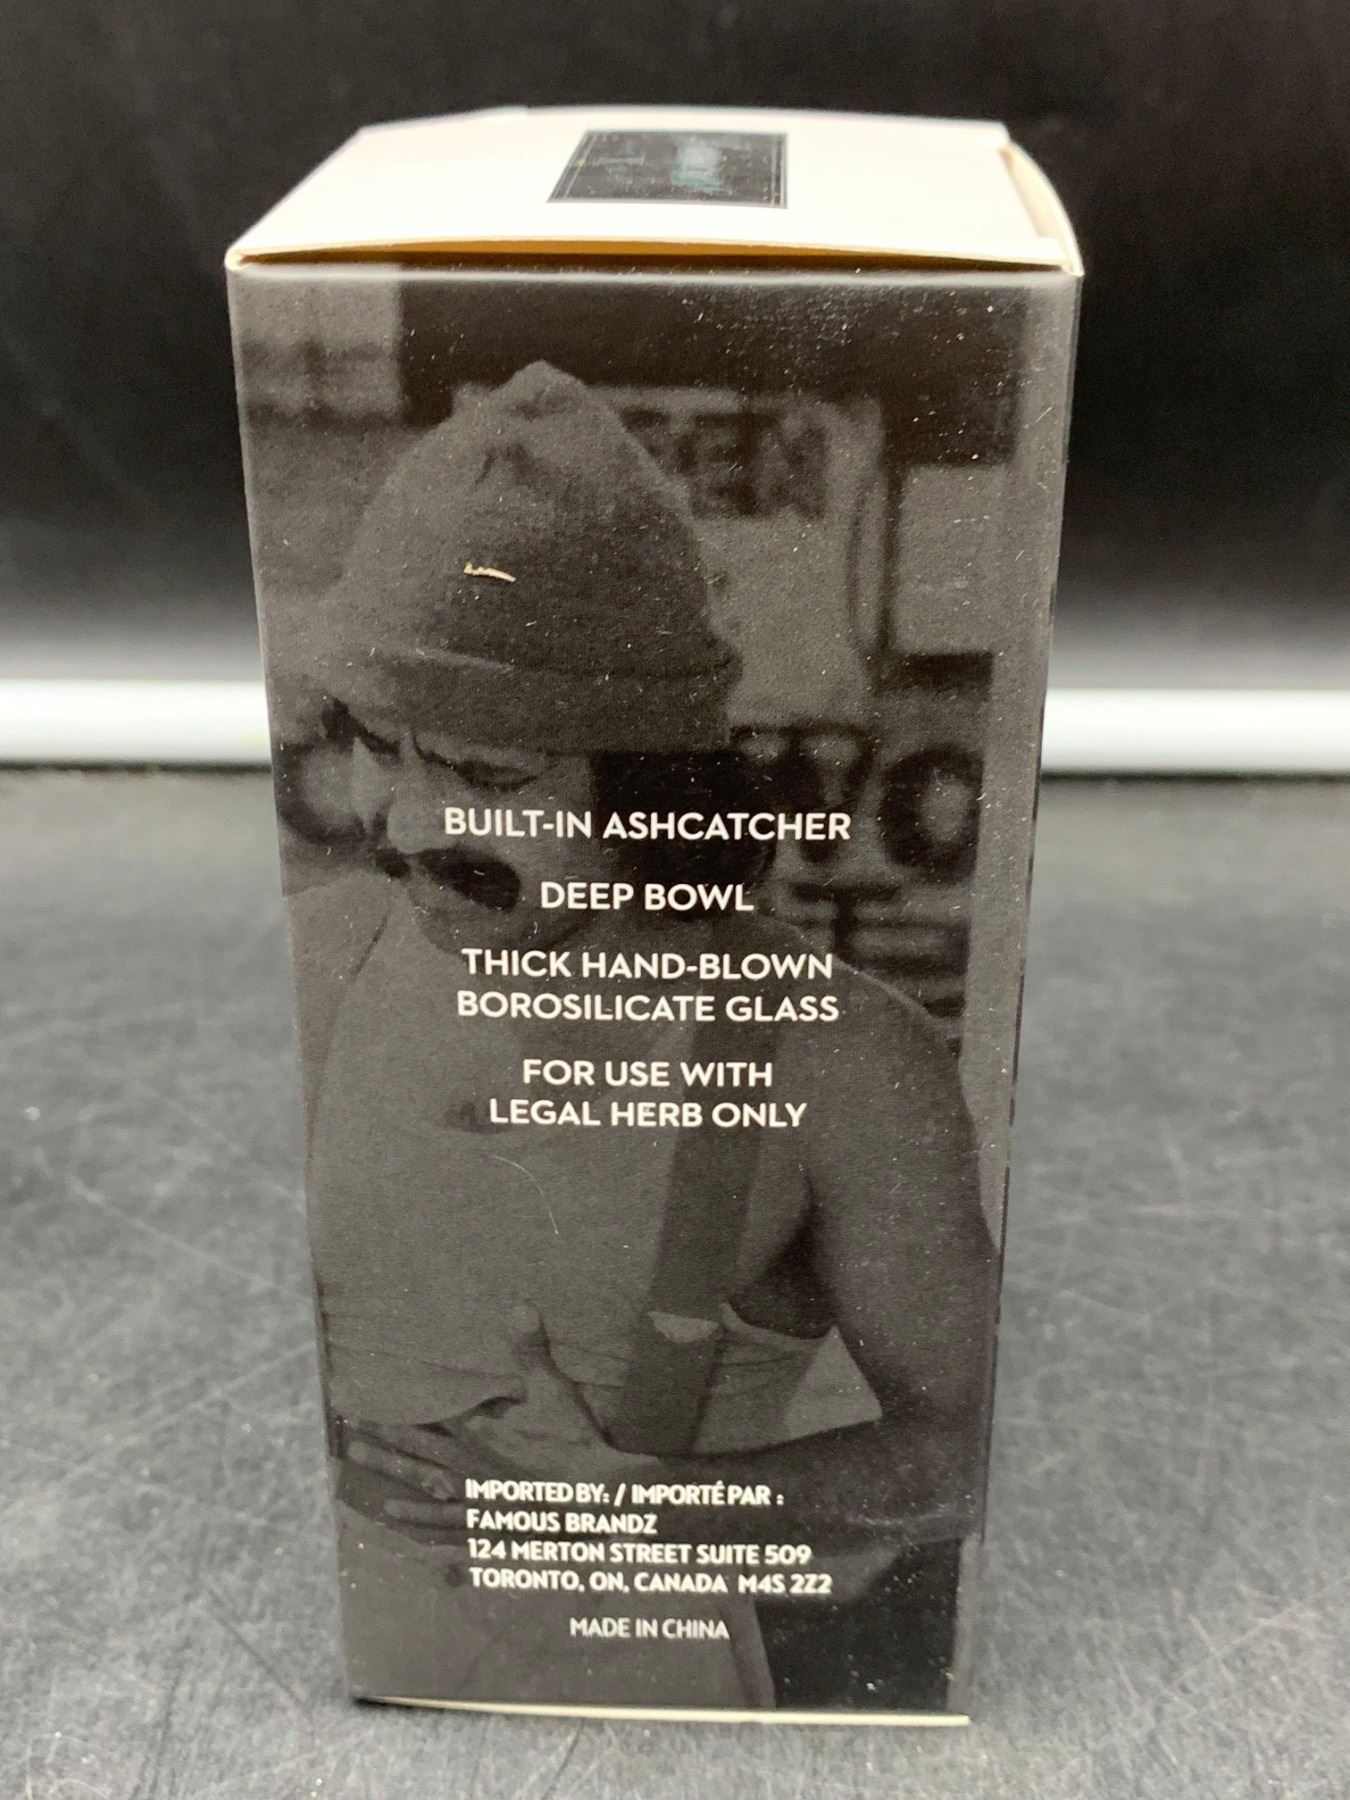 BUILT-IN ASHCATCHER
DEEP BOWL
THICK HAND-BLOWN
BOROSILICATE GLASS
FOR USE WITH
LEGAL HERB ONLY
IMPORTED BY: / IMPORTÉ PAR :
FAMOUS BRANDZ
124 MERTON STREET SUITE 509
TORONTO, ON, CANADA M4S 2Z2
MADE IN CHINA